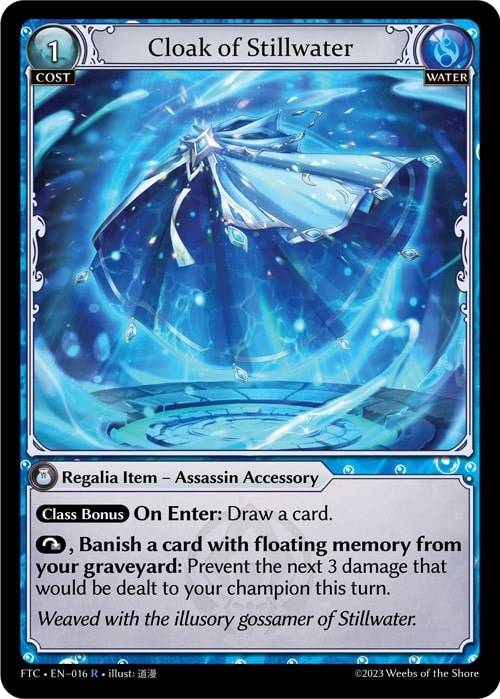 1
Cloak of Stillwater
COST
WATER
Regalia Item – Assassin Accessory
Class Bonus On Enter: Draw a card.
, Banish a card with floating memory from
your graveyard: Prevent the next 3 damage that
would be dealt to your champion this turn.
Weaved with the illusory gossamer of Stillwater.
FTC • EN-016 R • illust: 道漫
©2023 Weebs of the Shore